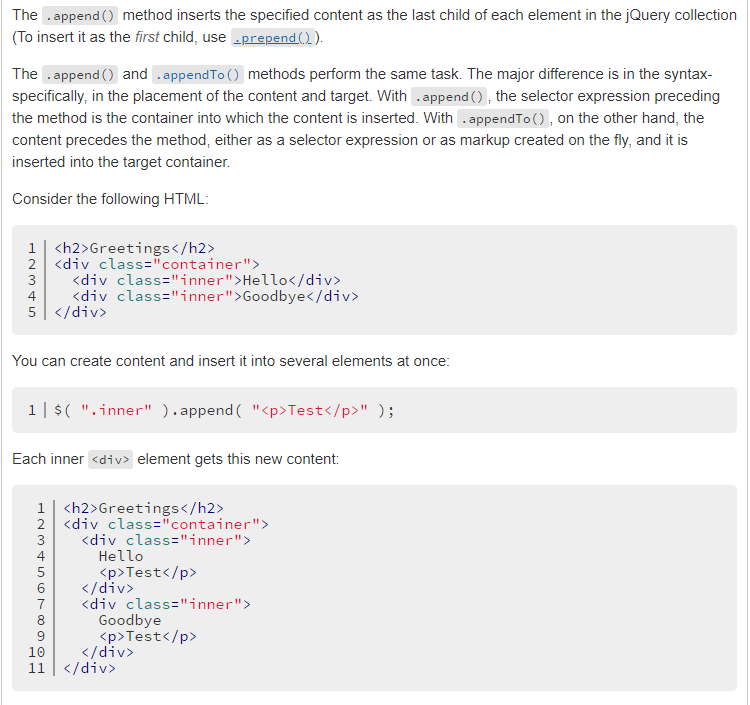 The .append() method inserts the specified content as the last child of each element in the jQuery collection
(To insert it as the first child, use .prepend()).
The .append() and .appendTo() methods perform the same task. The major difference is in the syntax-
specifically, in the placement of the content and target. With .append(), the selector expression preceding
the method is the container into which the content is inserted. With .appendTo(), on the other hand, the
content precedes the method, either as a selector expression or as markup created on the fly, and it is
inserted into the target container.
Consider the following HTML:
1 <h2>Greetings</h2>
2 <div class="container">
3   <div class="inner">Hello</div>
4   <div class="inner">Goodbye</div>
5 </div>
You can create content and insert it into several elements at once:
1 $( ".inner" ).append( "<p>Test</p>" );
Each inner <div> element gets this new content:
1 <h2>Greetings</h2>
2 <div class="container">
3   <div class="inner">
4     Hello
5     <p>Test</p>
6   </div>
7   <div class="inner">
8     Goodbye
9     <p>Test</p>
10   </div>
11 </div>